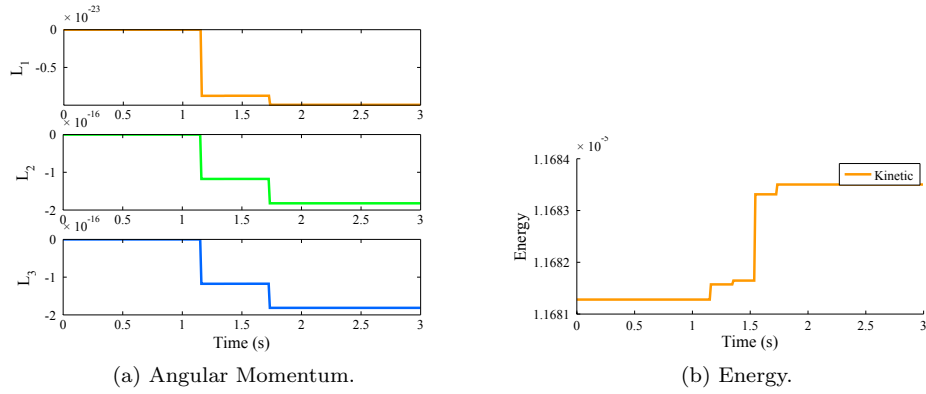 × 10⁻²³
0
-0.5
L₁
0 0.5 1 1.5 2 2.5 3
× 10⁻¹⁶
0
-1
-2
L₂
0 0.5 1 1.5 2 2.5 3
× 10⁻¹⁶
0
-1
-2
L₃
0 0.5 1 1.5 2 2.5 3
Time (s)
(a) Angular Momentum.
1.1684
1.1683
1.1682
1.1681
Energy
Kinetic
0 0.5 1 1.5 2 2.5 3
Time (s)
(b) Energy.